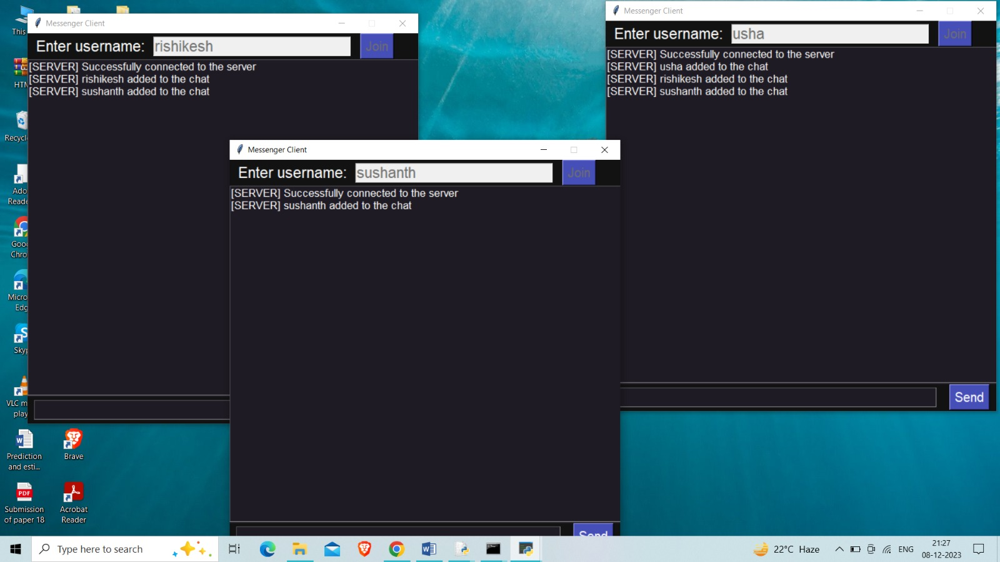 Messenger Client
Enter username: rishikesh Join
[SERVER] Successfully connected to the server
[SERVER] rishikesh added to the chat
[SERVER] sushanth added to the chat
Messenger Client
Enter username: usha Join
[SERVER] Successfully connected to the server
[SERVER] usha added to the chat
[SERVER] rishikesh added to the chat
[SERVER] sushanth added to the chat
Send
Messenger Client
Enter username: sushanth Join
[SERVER] Successfully connected to the server
[SERVER] sushanth added to the chat
Send
This
HTM
Recycle
Ado
Reade
Goo
Chro
Micro
Edg
Sky
VLC m
play
Prediction
and esti...
Brave
PDF
Submission
of paper 18
Acrobat
Reader
Type here to search
22°C Haze
ENG
21:27
08-12-2023